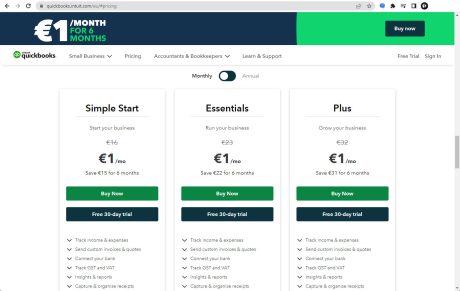 quickbooks.intuit.com/eu/#pricing
€1 /MONTH
FOR 6
MONTHS
Buy now
quickbooks
Small Business
Pricing
Accountants & Bookkeepers
Learn & Support
Free Trial
Sign In
Monthly
Annual
Simple Start
Start your business
€16
€1/mo
Save €15 for 6 months
Buy Now
Free 30-day trial
Track income & expenses
Send custom invoices & quotes
Connect your bank
Track GST and VAT
Insights & reports
Capture & organise receipts
Essentials
Run your business
€23
€1/mo
Save €22 for 6 months
Buy Now
Free 30-day trial
Track income & expenses
Send custom invoices & quotes
Connect your bank
Track GST and VAT
Insights & reports
Capture & organise receipts
Plus
Grow your business
€32
€1/mo
Save €31 for 6 months
Buy Now
Free 30-day trial
Track income & expenses
Send custom invoices & quotes
Connect your bank
Track GST and VAT
Insights & reports
Capture & organise receipts